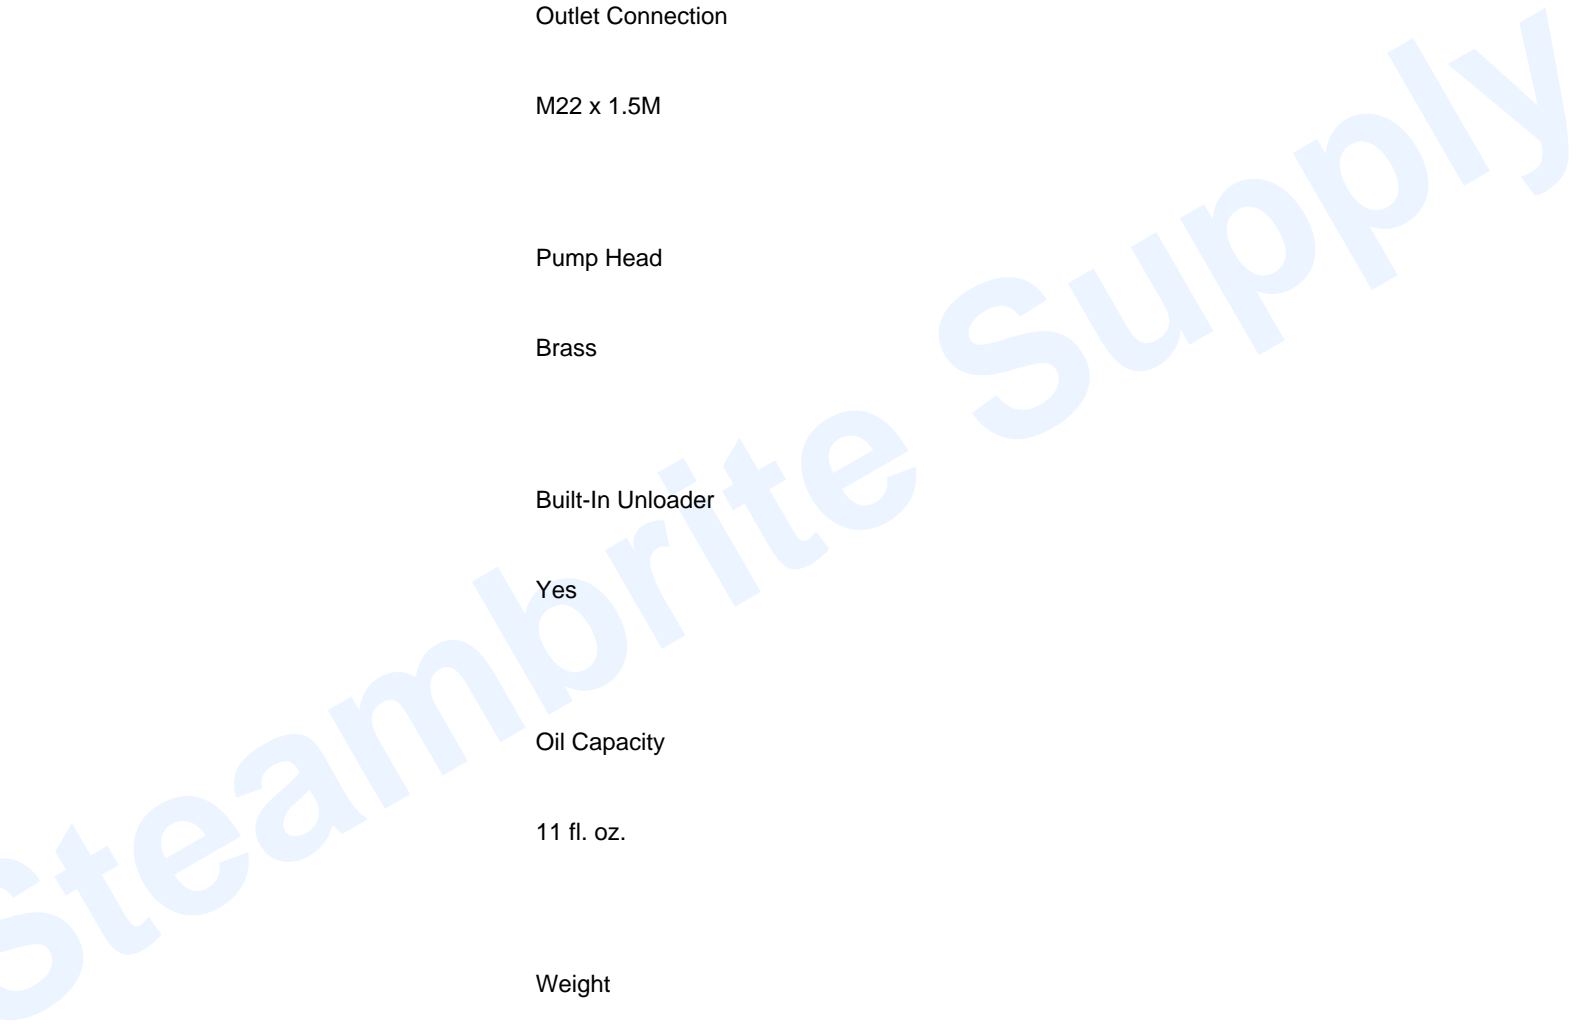 Outlet Connection
M22 x 1.5M
Pump Head
Brass
Built-In Unloader
Yes
Oil Capacity
11 fl. oz.
Weight
Steambrite Supply